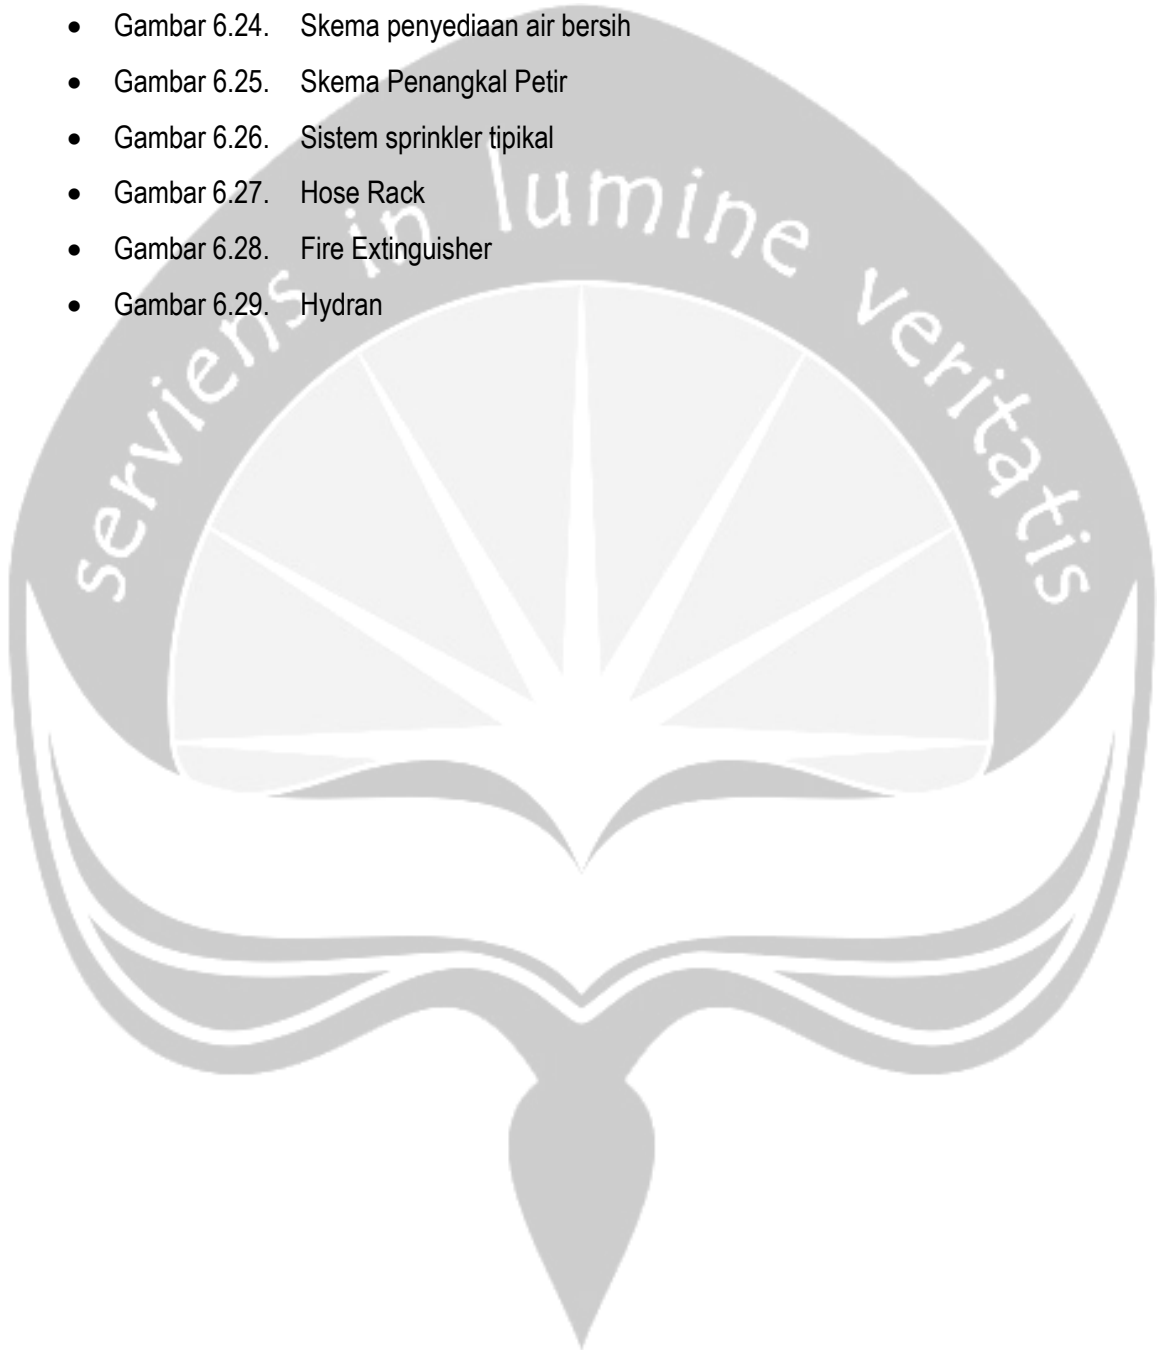 • Gambar 6.24. Skema penyediaan air bersih
• Gambar 6.25. Skema Penangkal Petir
• Gambar 6.26. Sistem sprinkler tipikal
• Gambar 6.27. Hose Rack
• Gambar 6.28. Fire Extinguisher
• Gambar 6.29. Hydran
serviens in lumine veritatis